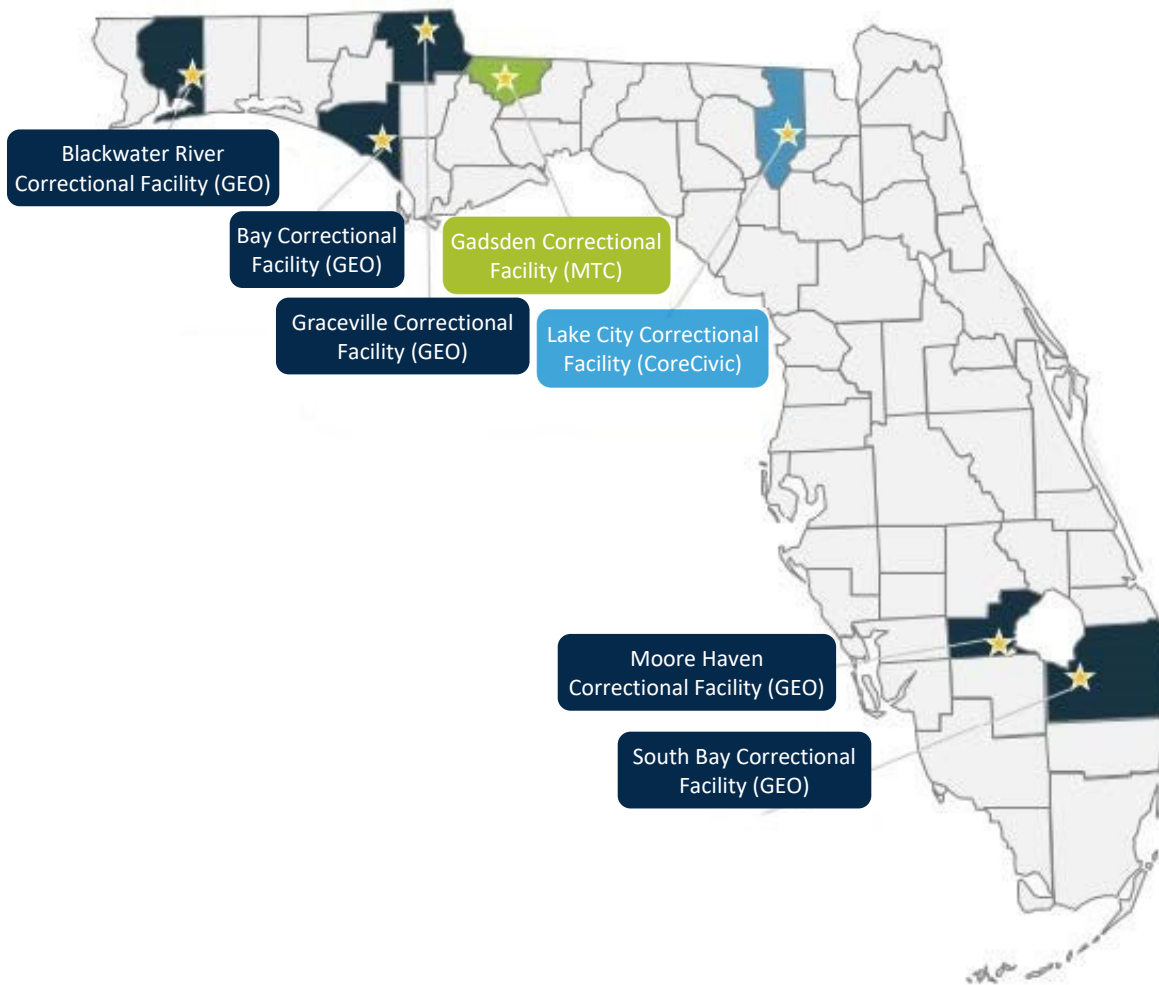 Blackwater River
Correctional Facility (GEO)
Bay Correctional
Facility (GEO)
Gadsden Correctional
Facility (MTC)
Graceville Correctional
Facility (GEO)
Lake City Correctional
Facility (CoreCivic)
Moore Haven
Correctional Facility (GEO)
South Bay Correctional
Facility (GEO)